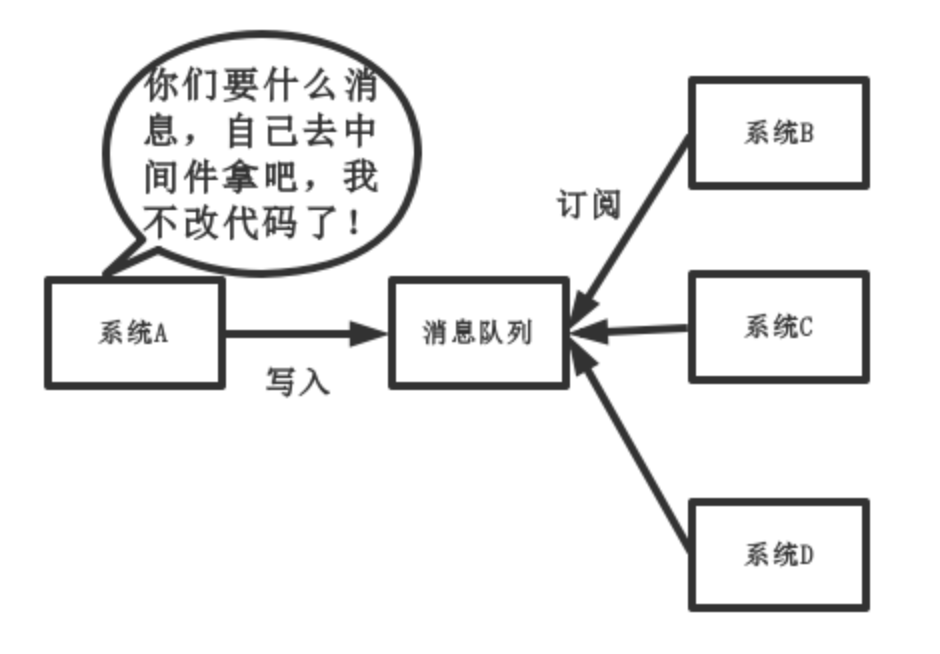 你们要什么消
息，自己去中
间件拿吧，我
不改代码了！
系统A
写入
消息队列
订阅
系统B
系统C
系统D